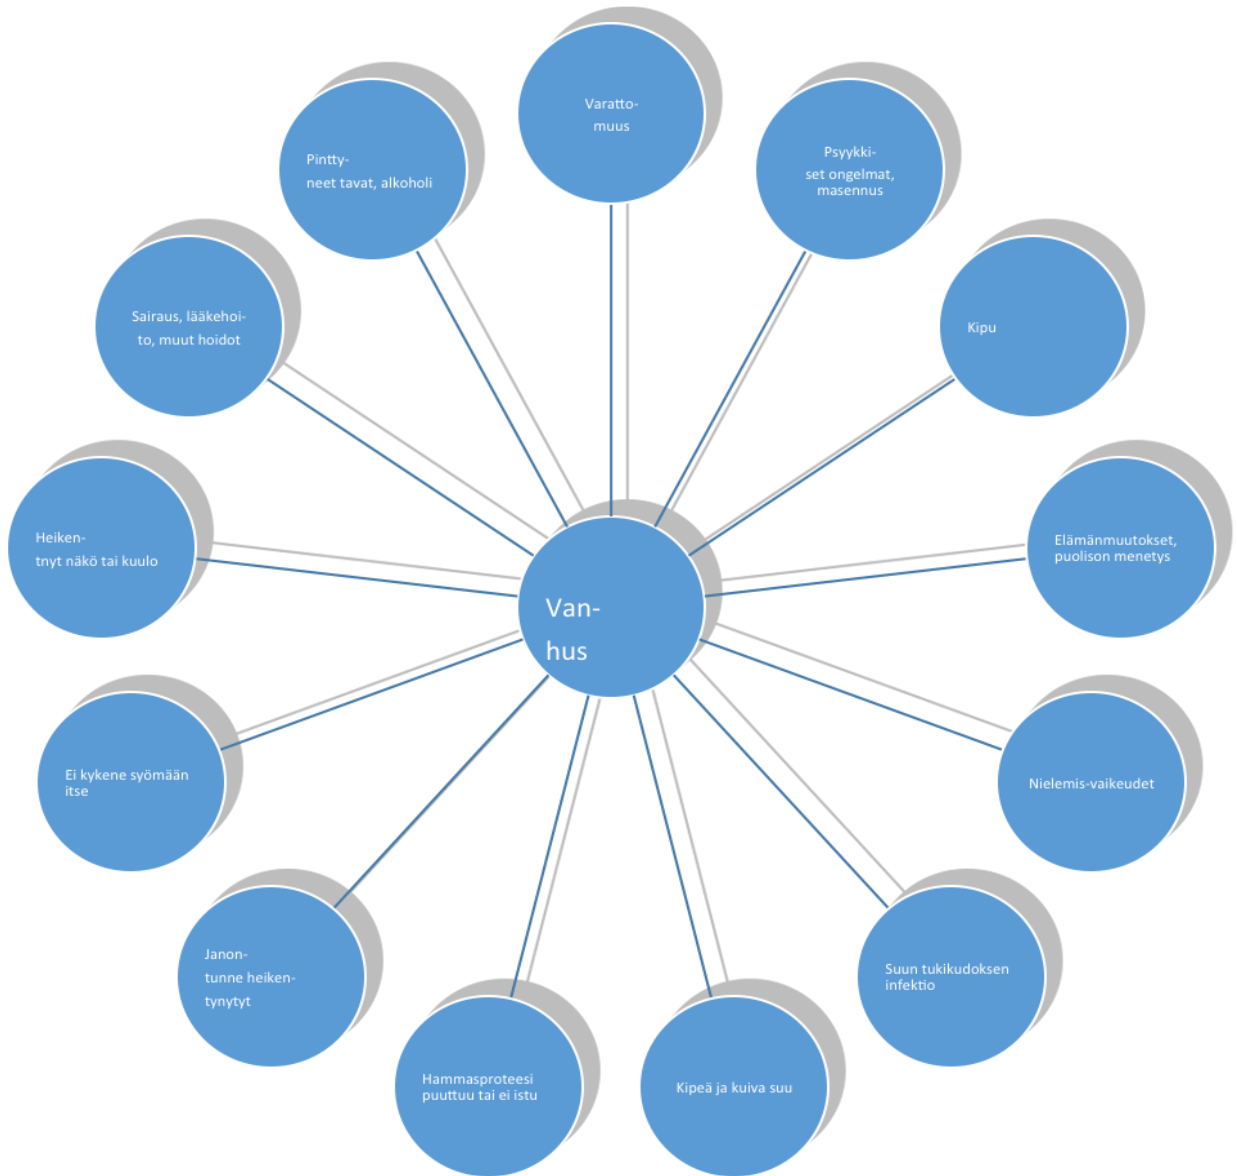 Varatto-
muus
Psyykki-
set ongelmat,
masennus
Kipu
Elämänmuutokset,
puolison menetys
Nielemis-vaikeudet
Suun tukikudoksen
infektio
Kipeä ja kuiva suu
Hammasproteesi
puuttuu tai ei istu
Janon-
tunne heiken-
tynytyt
Ei kykene syömään
itse
Heiken-
tnyt näkö tai kuulo
Sairaus, lääkehoi-
to, muut hoidot
Pintty-
neet tavat, alkoholi
Van-
hus